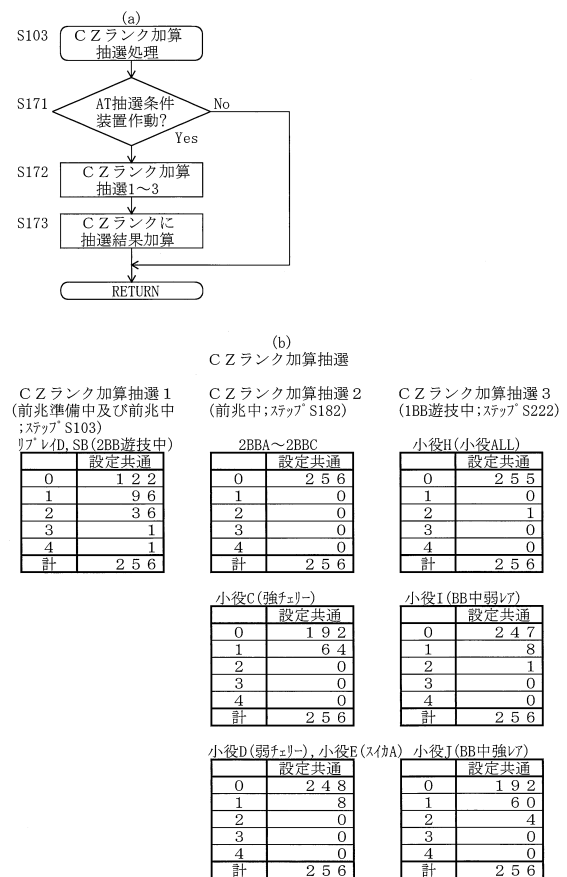 (a)
S103
ＣＺランク加算
抽選処理
S171
AT抽選条件
装置作動?
No
Yes
S172
ＣＺランク加算
抽選1～3
S173
ＣＺランクに
抽選結果加算
RETURN
(b)
ＣＺランク加算抽選
ＣＺランク加算抽選１
(前兆準備中及び前兆中
;ステップS103)
リプレイD, SB(2BB遊技中)
設定共通
0 １２２
1 ９６
2 ３６
3 １
4 １
計 ２５６
ＣＺランク加算抽選２
(前兆中;ステップS182)
2BBA～2BBC
設定共通
0 ２５６
1 ０
2 ０
3 ０
4 ０
計 ２５６
小役C(強チェリー)
設定共通
0 １９２
1 ６４
2 ０
3 ０
4 ０
計 ２５６
小役D(弱チェリー), 小役E(スイカA)
設定共通
0 ２４８
1 ８
2 ０
3 ０
4 ０
計 ２５６
ＣＺランク加算抽選３
(1BB遊技中;ステップS222)
小役H(小役ALL)
設定共通
0 ２５５
1 ０
2 １
3 ０
4 ０
計 ２５６
小役I(BB中弱レア)
設定共通
0 ２４７
1 ８
2 １
3 ０
4 ０
計 ２５６
小役J(BB中強レア)
設定共通
0 １９２
1 ６０
2 ４
3 ０
4 ０
計 ２５６